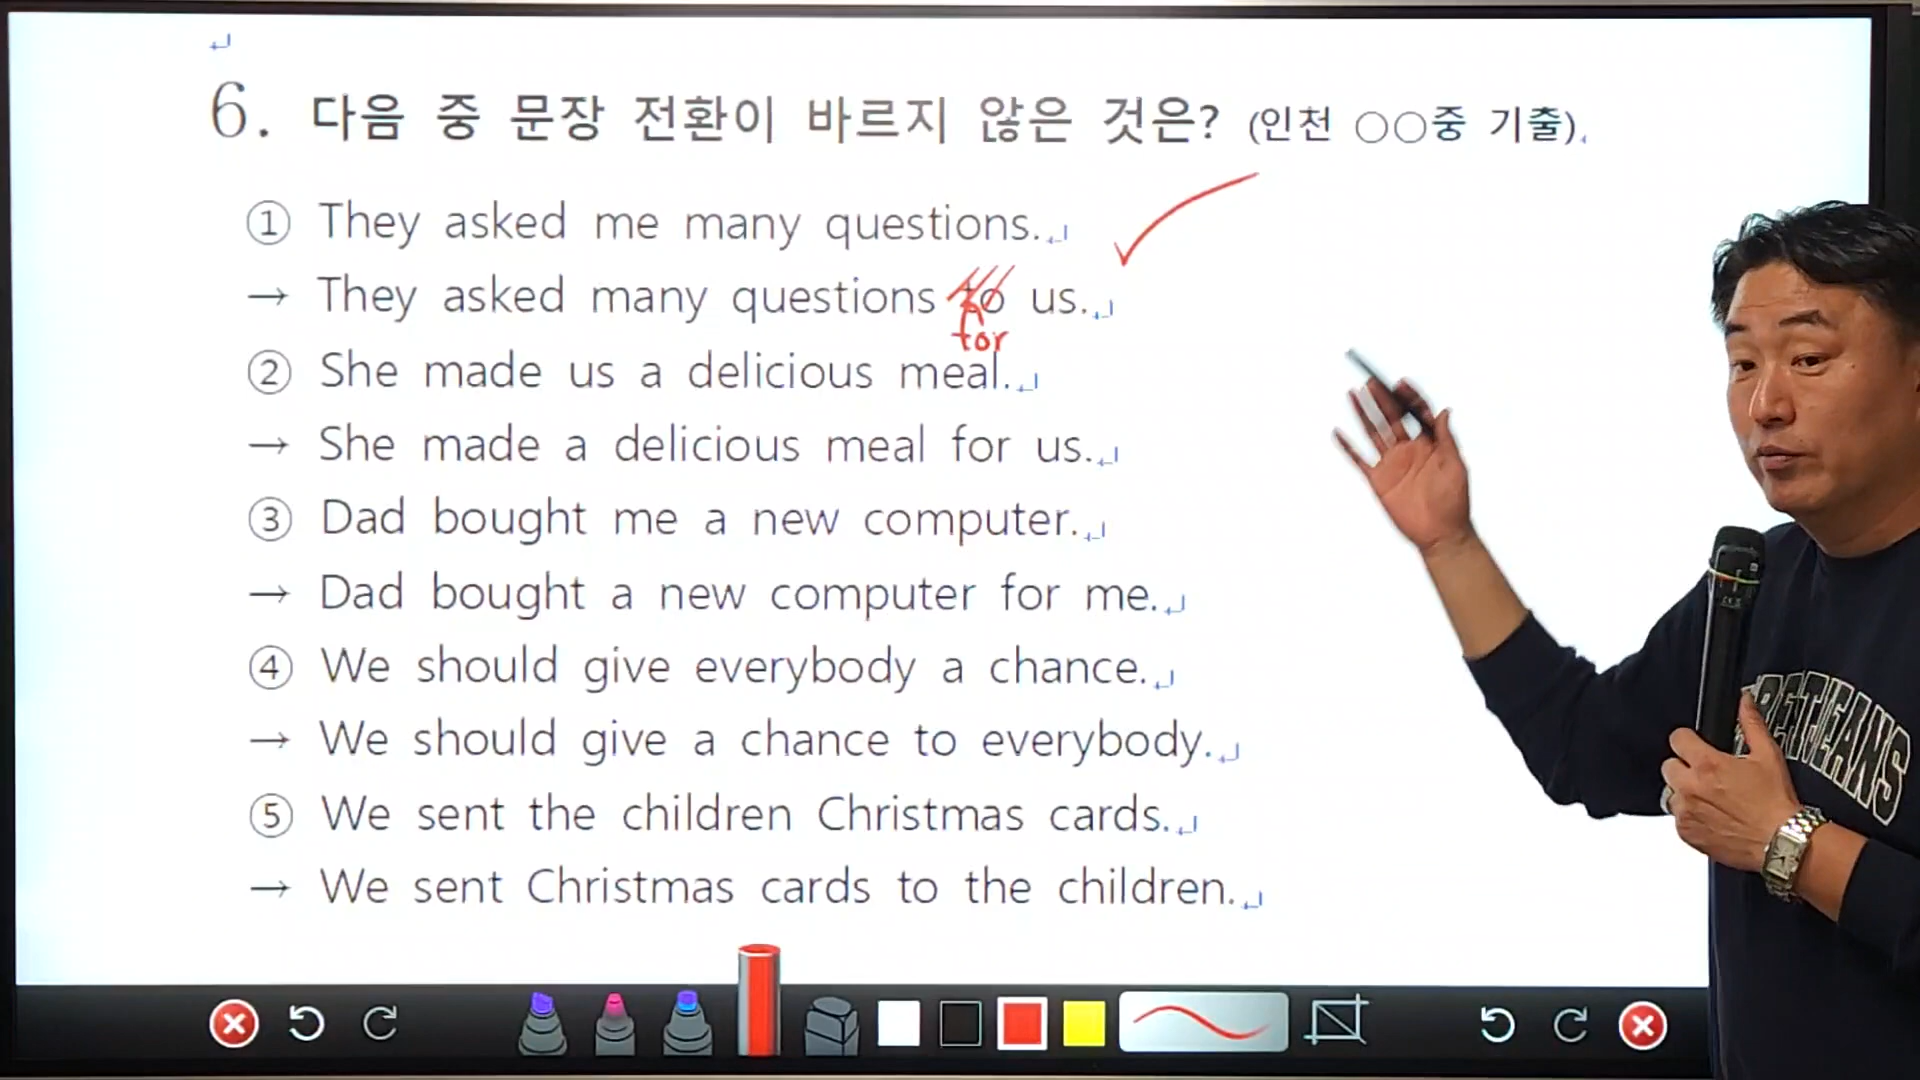 6. 다음 중 문장 전환이 바르지 않은 것은? (인천 ○○중 기출)
① They asked me many questions.
→ They asked many questions to us.
for
② She made us a delicious meal.
→ She made a delicious meal for us.
③ Dad bought me a new computer.
→ Dad bought a new computer for me.
④ We should give everybody a chance.
→ We should give a chance to everybody.
⑤ We sent the children Christmas cards.
→ We sent Christmas cards to the children.